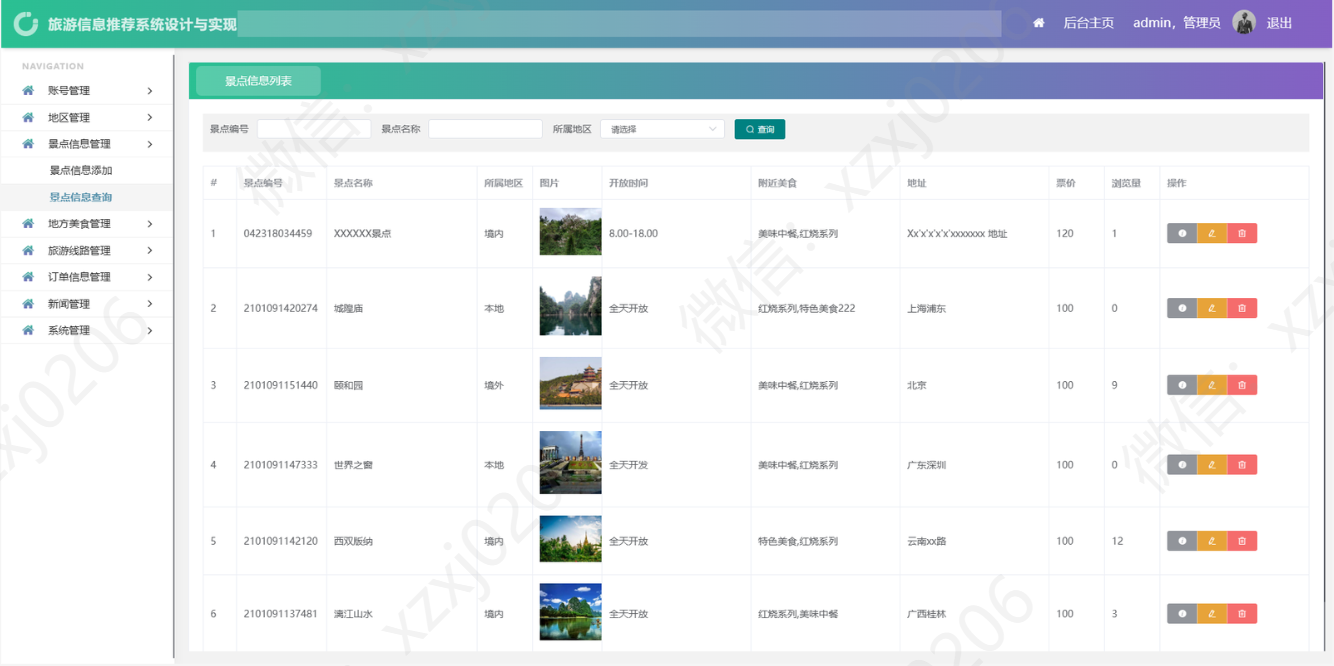 旅游信息推荐系统设计与实现
后台主页 admin，管理员 退出
NAVIGATION
账号管理
地区管理
景点信息管理
景点信息添加
景点信息查询
地方美食管理
旅游线路管理
订单信息管理
新闻管理
系统管理
景点信息列表
景点编号 景点名称 所属地区 请选择 查询
# 景点编号 景点名称 所属地区 图片 开放时间 附近美食 地址 票价 浏览量 操作
1 042318034459 XXXXXX景点 境内 8.00-18.00 美味中餐,红烧系列 Xx'x'x'x'x'xxxxxxx 地址 120 1
2 2101091420274 城隍庙 本地 全天开放 红烧系列,特色美食222 上海浦东 100 0
3 2101091151440 颐和园 境外 全天开放 美味中餐,红烧系列 北京 100 9
4 2101091147333 世界之窗 本地 全天开发 美味中餐,红烧系列 广东深圳 100 0
5 2101091142120 西双版纳 境内 全天开放 特色美食,红烧系列 云南xx路 100 12
6 2101091137481 漓江山水 境内 全天开放 红烧系列,美味中餐 广西桂林 100 3
微信：xzxj0206